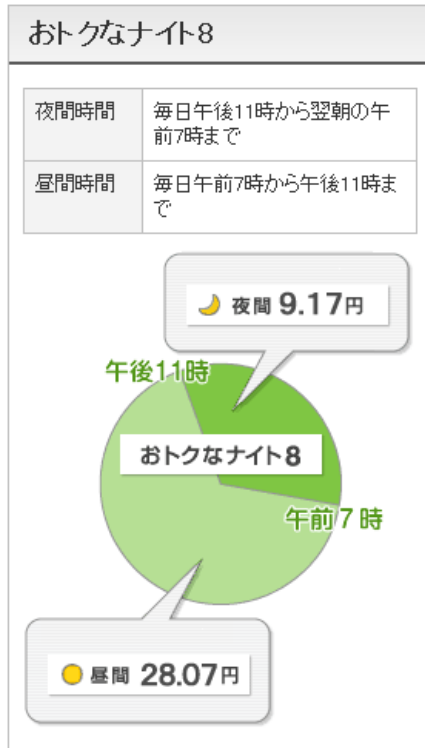 おトクなナイト8
夜間時間
毎日午後11時から翌朝の午
前7時まで
昼間時間
毎日午前7時から午後11時ま
で
夜間 9.17円
午後11時
おトクなナイト8
午前7時
昼間 28.07円